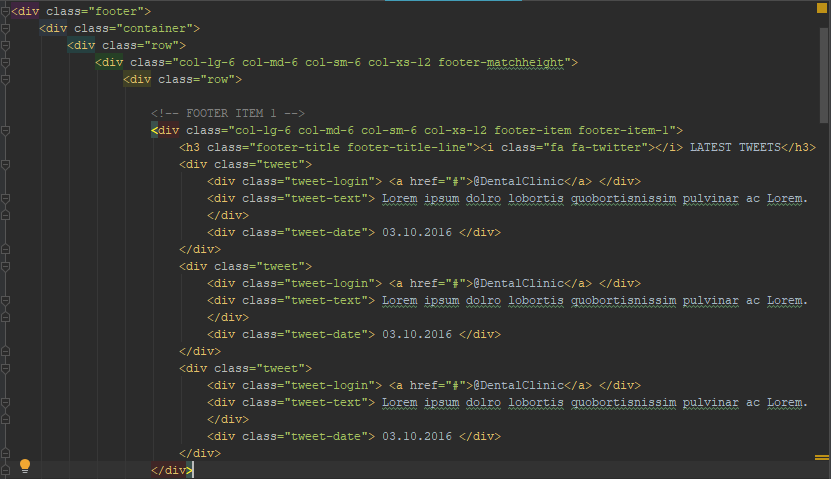 <div class="footer">
<div class="container">
<div class="row">
<div class="col-lg-6 col-md-6 col-sm-6 col-xs-12 footer-matchheight">
<div class="row">
<!-- FOOTER ITEM 1 -->
<div class="col-lg-6 col-md-6 col-sm-6 col-xs-12 footer-item footer-item-1">
<h3 class="footer-title footer-title-line"><i class="fa fa-twitter"></i> LATEST TWEETS</h3>
<div class="tweet">
<div class="tweet-login"> <a href="#">@DentalClinic</a> </div>
<div class="tweet-text"> Lorem ipsum dolro lobortis quobortisnissim pulvinar ac Lorem.
</div>
<div class="tweet-date"> 03.10.2016 </div>
</div>
<div class="tweet">
<div class="tweet-login"> <a href="#">@DentalClinic</a> </div>
<div class="tweet-text"> Lorem ipsum dolro lobortis quobortisnissim pulvinar ac Lorem.
</div>
<div class="tweet-date"> 03.10.2016 </div>
</div>
<div class="tweet">
<div class="tweet-login"> <a href="#">@DentalClinic</a> </div>
<div class="tweet-text"> Lorem ipsum dolro lobortis quobortisnissim pulvinar ac Lorem.
</div>
<div class="tweet-date"> 03.10.2016 </div>
</div>
</div>